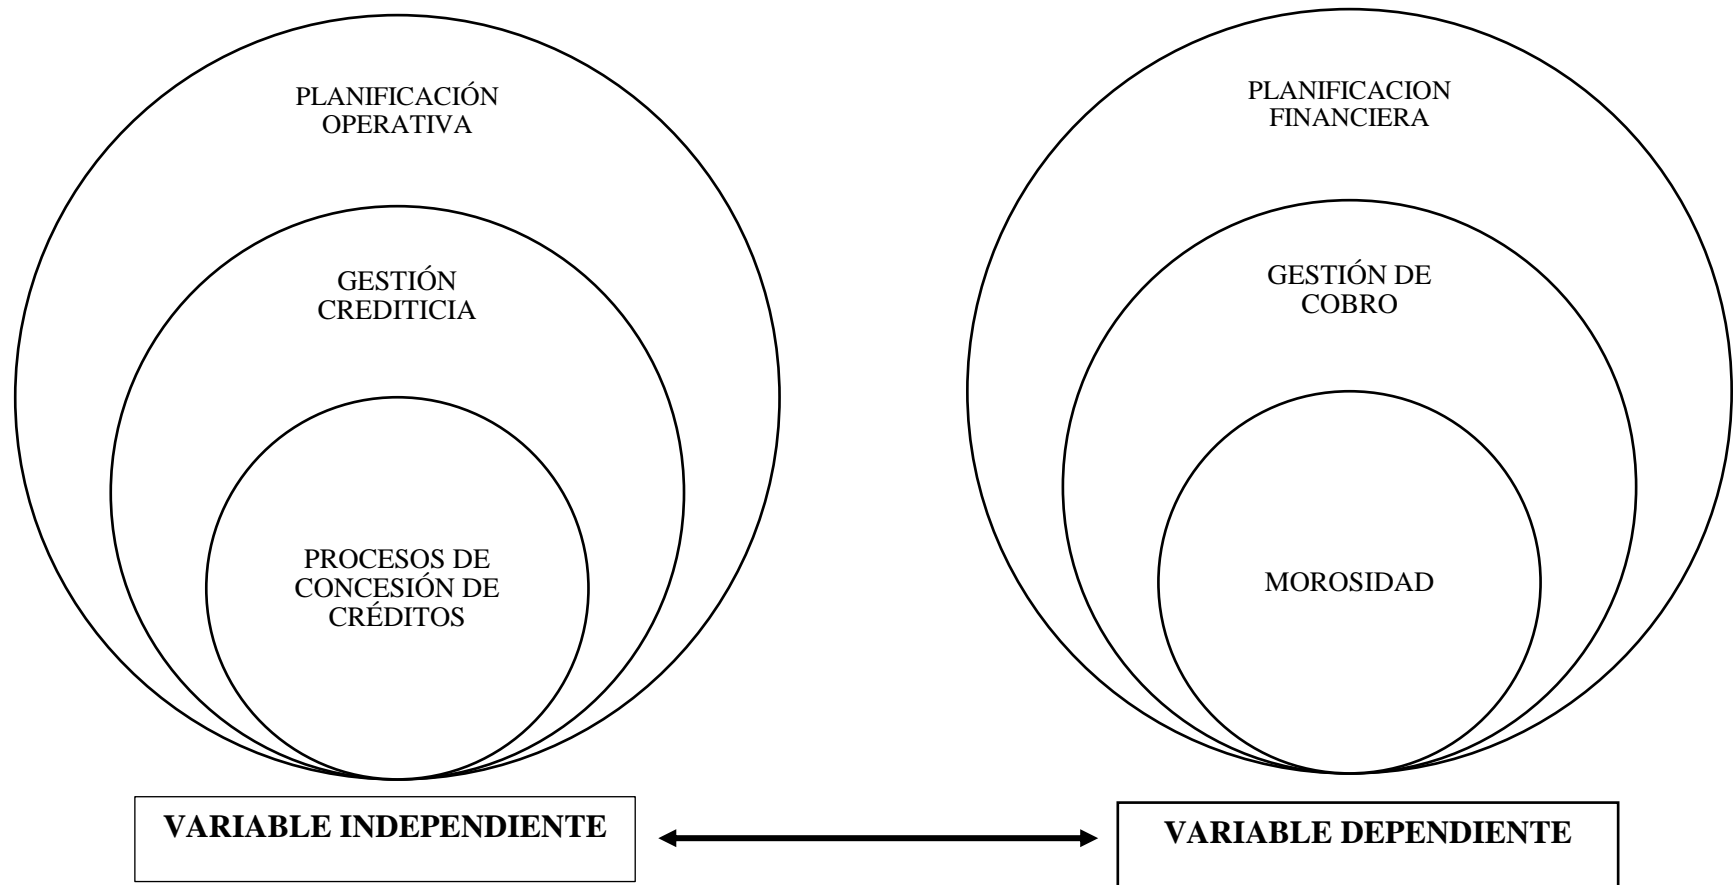 PLANIFICACIÓN
OPERATIVA
GESTIÓN
CREDITICIA
PROCESOS DE
CONCESIÓN DE
CRÉDITOS
VARIABLE INDEPENDIENTE
PLANIFICACION
FINANCIERA
GESTIÓN DE
COBRO
MOROSIDAD
VARIABLE DEPENDIENTE